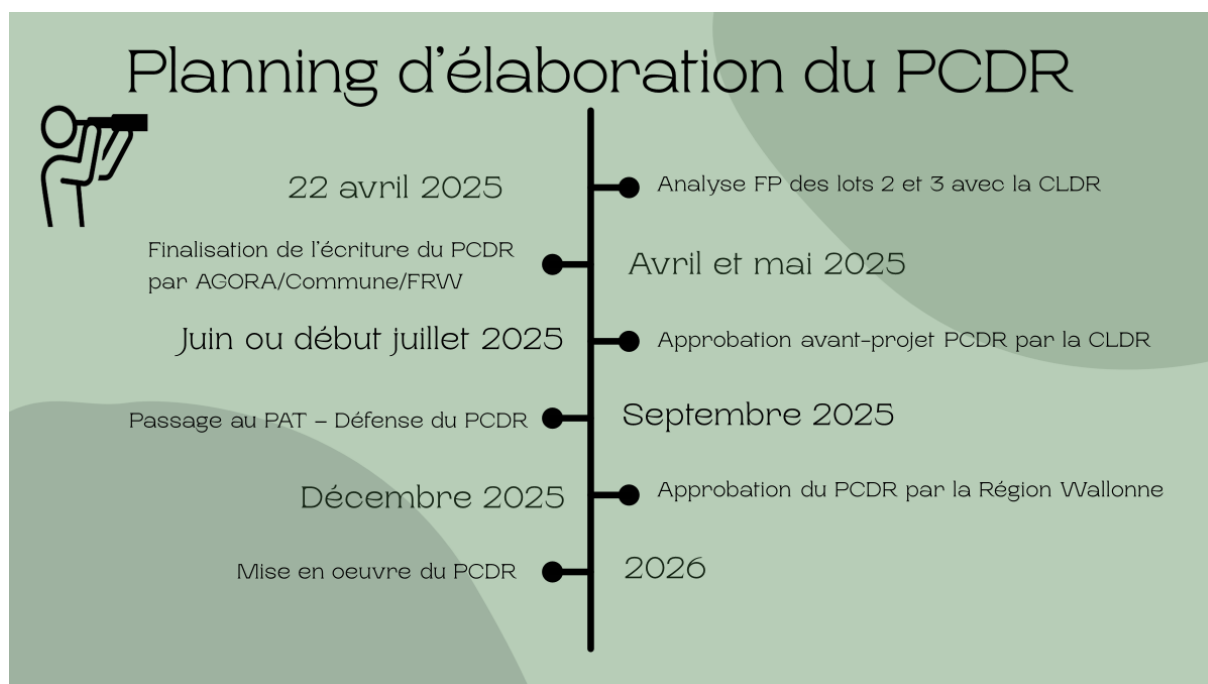 Planning d'élaboration du PCDR
22 avril 2025
Analyse FP des lots 2 et 3 avec la CLDR
Finalisation de l'écriture du PCDR
par AGORA/Commune/FRW
Avril et mai 2025
Juin ou début juillet 2025
Approbation avant-projet PCDR par la CLDR
Passage au PAT – Défense du PCDR
Septembre 2025
Décembre 2025
Approbation du PCDR par la Région Wallonne
Mise en oeuvre du PCDR
2026